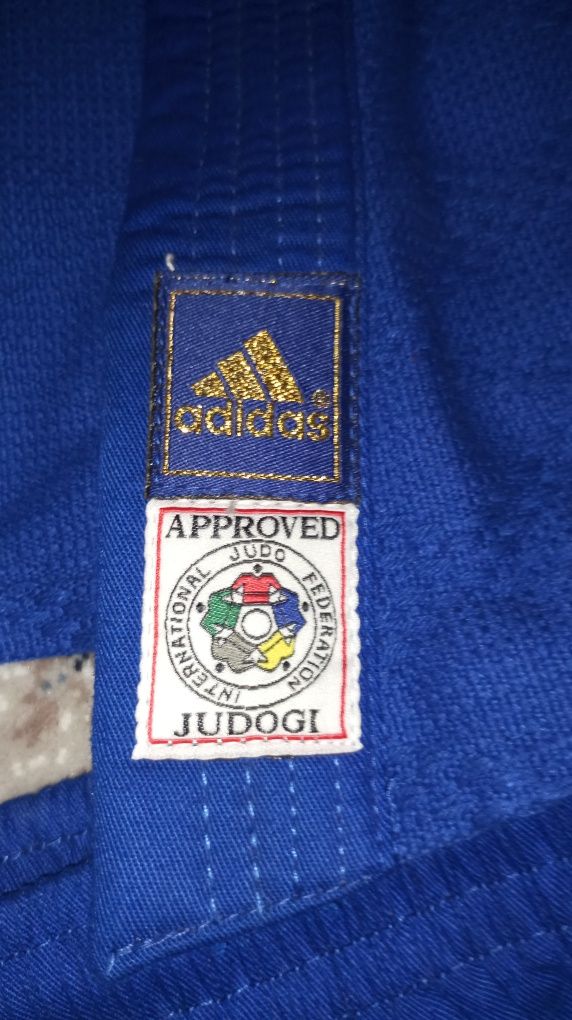 adidas®
APPROVED
INTERNATIONAL JUDO FEDERATION
JUDOGI